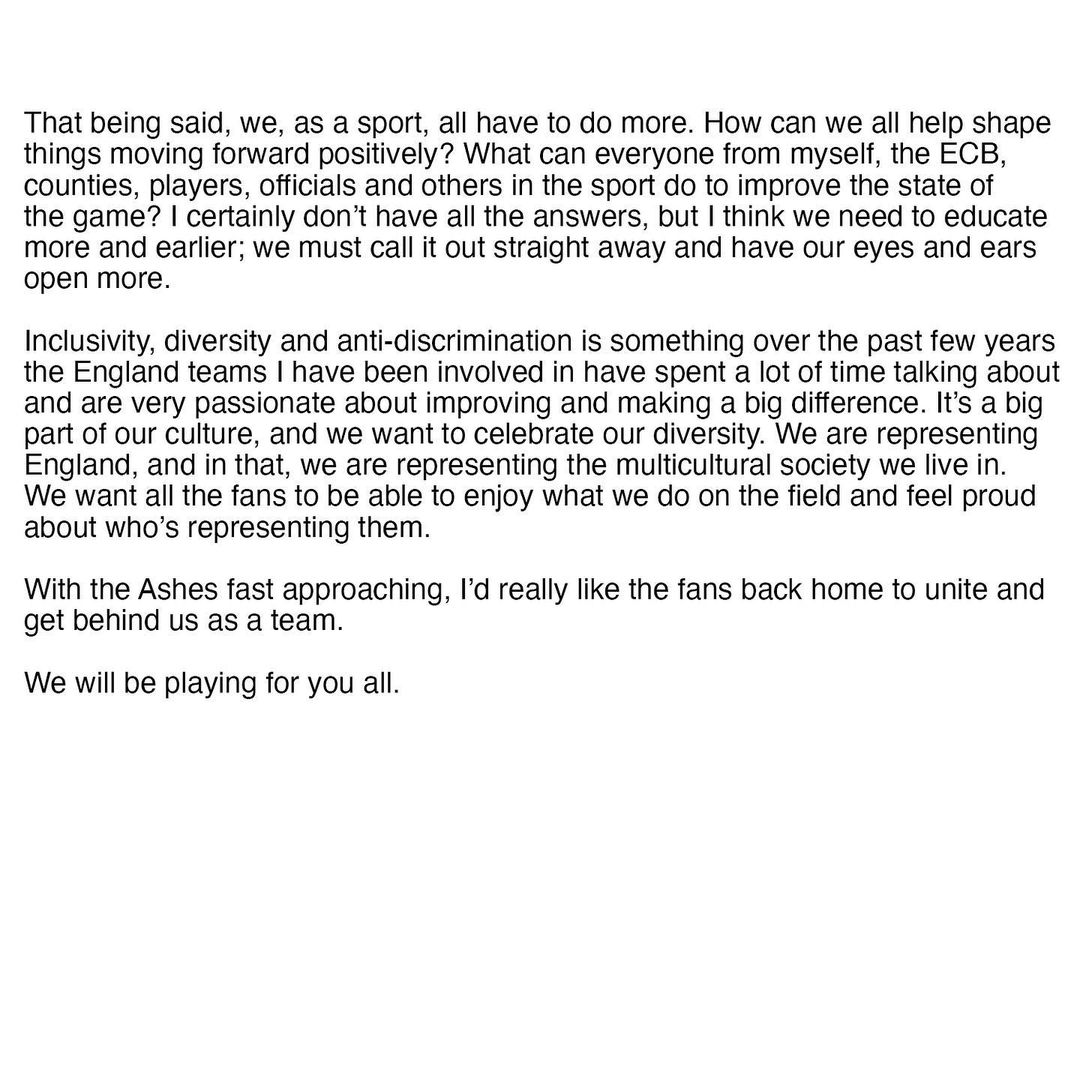 That being said, we, as a sport, all have to do more. How can we all help shape
things moving forward positively? What can everyone from myself, the ECB,
counties, players, officials and others in the sport do to improve the state of
the game? I certainly don’t have all the answers, but I think we need to educate
more and earlier; we must call it out straight away and have our eyes and ears
open more.
Inclusivity, diversity and anti-discrimination is something over the past few years
the England teams I have been involved in have spent a lot of time talking about
and are very passionate about improving and making a big difference. It’s a big
part of our culture, and we want to celebrate our diversity. We are representing
England, and in that, we are representing the multicultural society we live in.
We want all the fans to be able to enjoy what we do on the field and feel proud
about who’s representing them.
With the Ashes fast approaching, I’d really like the fans back home to unite and
get behind us as a team.
We will be playing for you all.